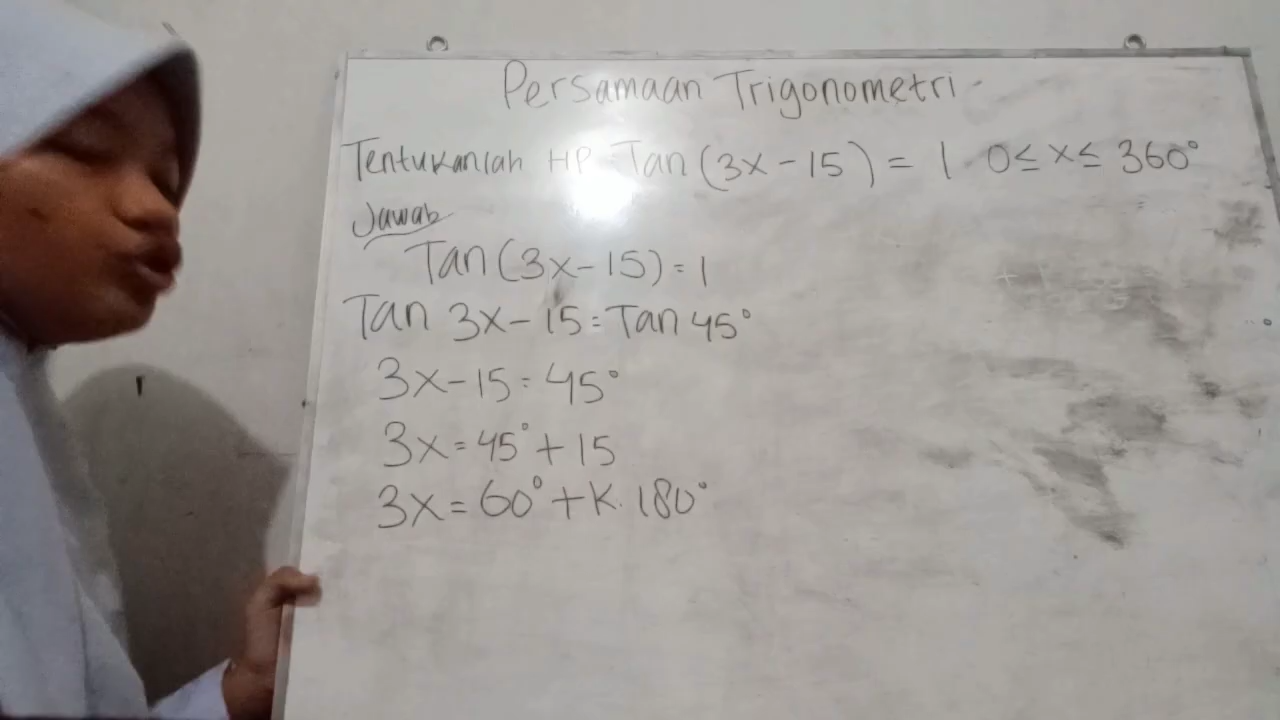 Persamaan Trigonometri
Tentukanlah HP Tan (3x - 15) = 1 0 ≤ x ≤ 360°
Jawab
Tan (3x - 15) = 1
Tan 3x - 15 = Tan 45°
3x - 15 = 45°
3x = 45° + 15
3x = 60° + K. 180°